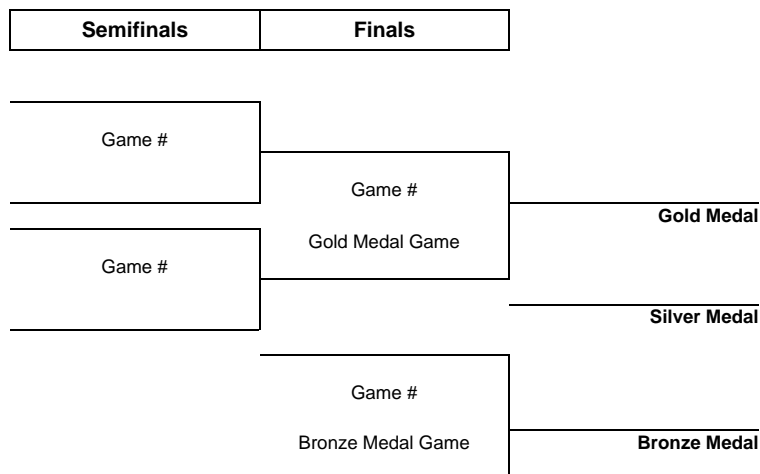 Semifinals Finals
Game #
Game #
Gold Medal Game
Gold Medal
Game #
Silver Medal
Game #
Bronze Medal Game
Bronze Medal